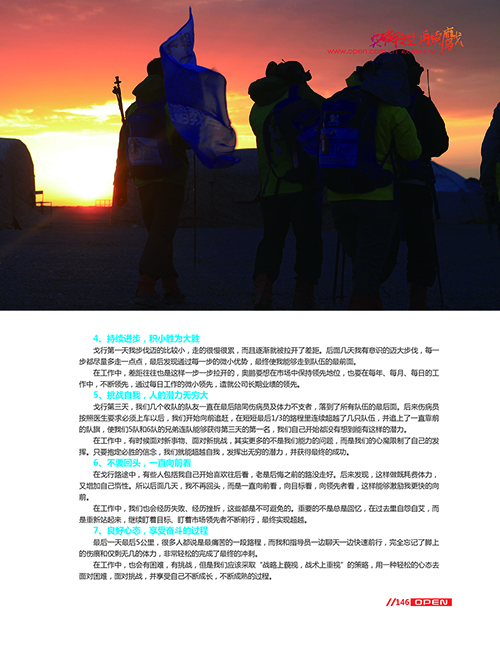 4、持续进步，积小胜为大胜
戈行第一天我步伐迈的比较小，走的很慢很累，而且逐渐就被拉开了差距。后面几天我有意识的迈大步伐，每一
步都尽量多走一点点，最后发现通过每一步的微小优势，最终使我能够走到队伍的最前面。
在工作中，差距往往也是这样一步一步拉开的，奥鹏要想在市场中保持领先地位，也要在每年、每月、每日的工
作中，不断领先，通过每日工作的微小领先，造就公司长期业绩的领先。
5、挑战自我，人的潜力无穷大
戈行第三天，我们几个收队的队友一直在最后陪同伤病员及体力不支者，落到了所有队伍的最后面。后来伤病员
按照医生要求必须上车以后，我们开始向前追赶，在短短最后1/3的路程里连续超越了几只队伍，并追上了一直靠前
的队旗，使我们5队和6队的兄弟连队能够获得第三天的第一名，我们自己开始都没有想到能有这样的潜力。
在工作中，有时候面对新事物、面对新挑战，其实更多的不是我们能力的问题，而是我们的心魔限制了自己的发
挥。只要抱定必胜的信念，我们就能超越自我，发挥出无穷的潜力，并获得最终的成功。
6、不要回头，一直向前看
在戈行路途中，有些人包括我自己开始喜欢往后看，老是后悔之前的路没走好。后来发现，这样做既耗费体力，
又增加自己惰性。所以后面几天，我不再回头，而是一直向前看，向目标看，向领先者看，这样能够激励我更快的向
前。
在工作中，我们也会经历失败、经历挫折，这些都是不可避免的。重要的不是总是回忆，在过去里自怨自艾，而
是重新站起来，继续盯着目标、盯着市场领先者不断前行，最终实现超越。
7、良好心态，享受奋斗的过程
最后一天最后5公里，很多人都说是最痛苦的一段路程，而我和指导员一边聊天一边快速前行，完全忘记了脚上
的伤痕和仅剩无几的体力，非常轻松的完成了最终的冲刺。
在工作中，也会有困难，有挑战，但是我们应该采取“战略上藐视，战术上重视”的策略，用一种轻松的心态去
面对困难，面对挑战，并享受自己不断成长，不断成熟的过程。
//146 OPEN